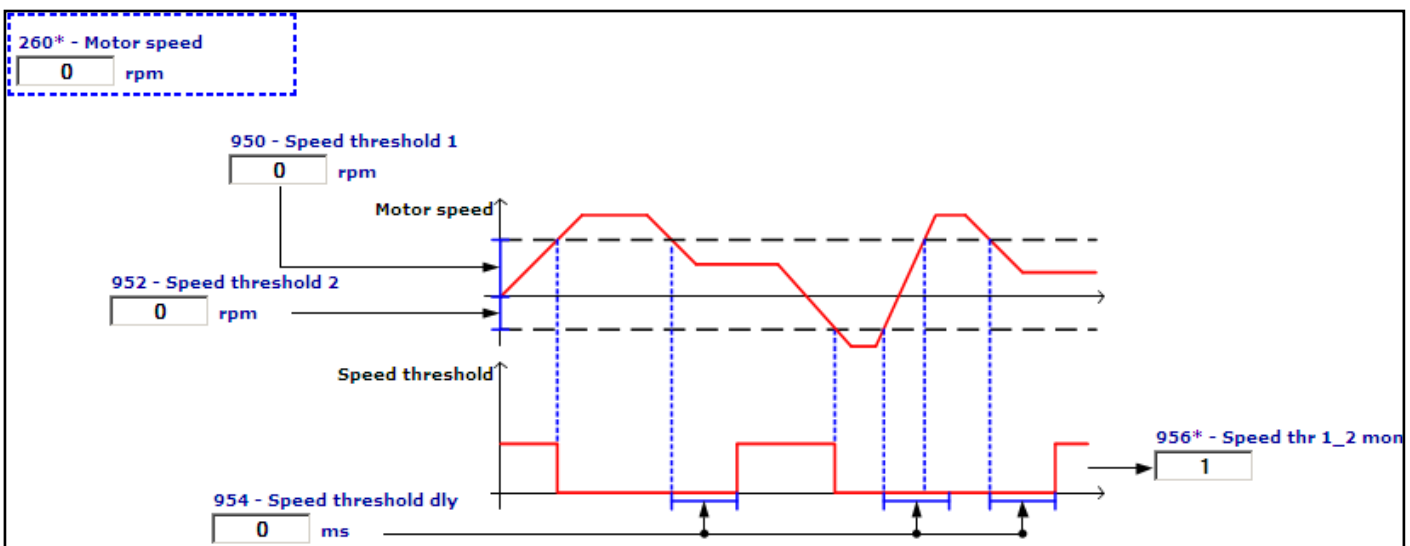 260* - Motor speed
0 rpm
950 - Speed threshold 1
0 rpm
Motor speed
952 - Speed threshold 2
0 rpm
Speed threshold
956* - Speed thr 1_2 mon
1
954 - Speed threshold dly
0 ms